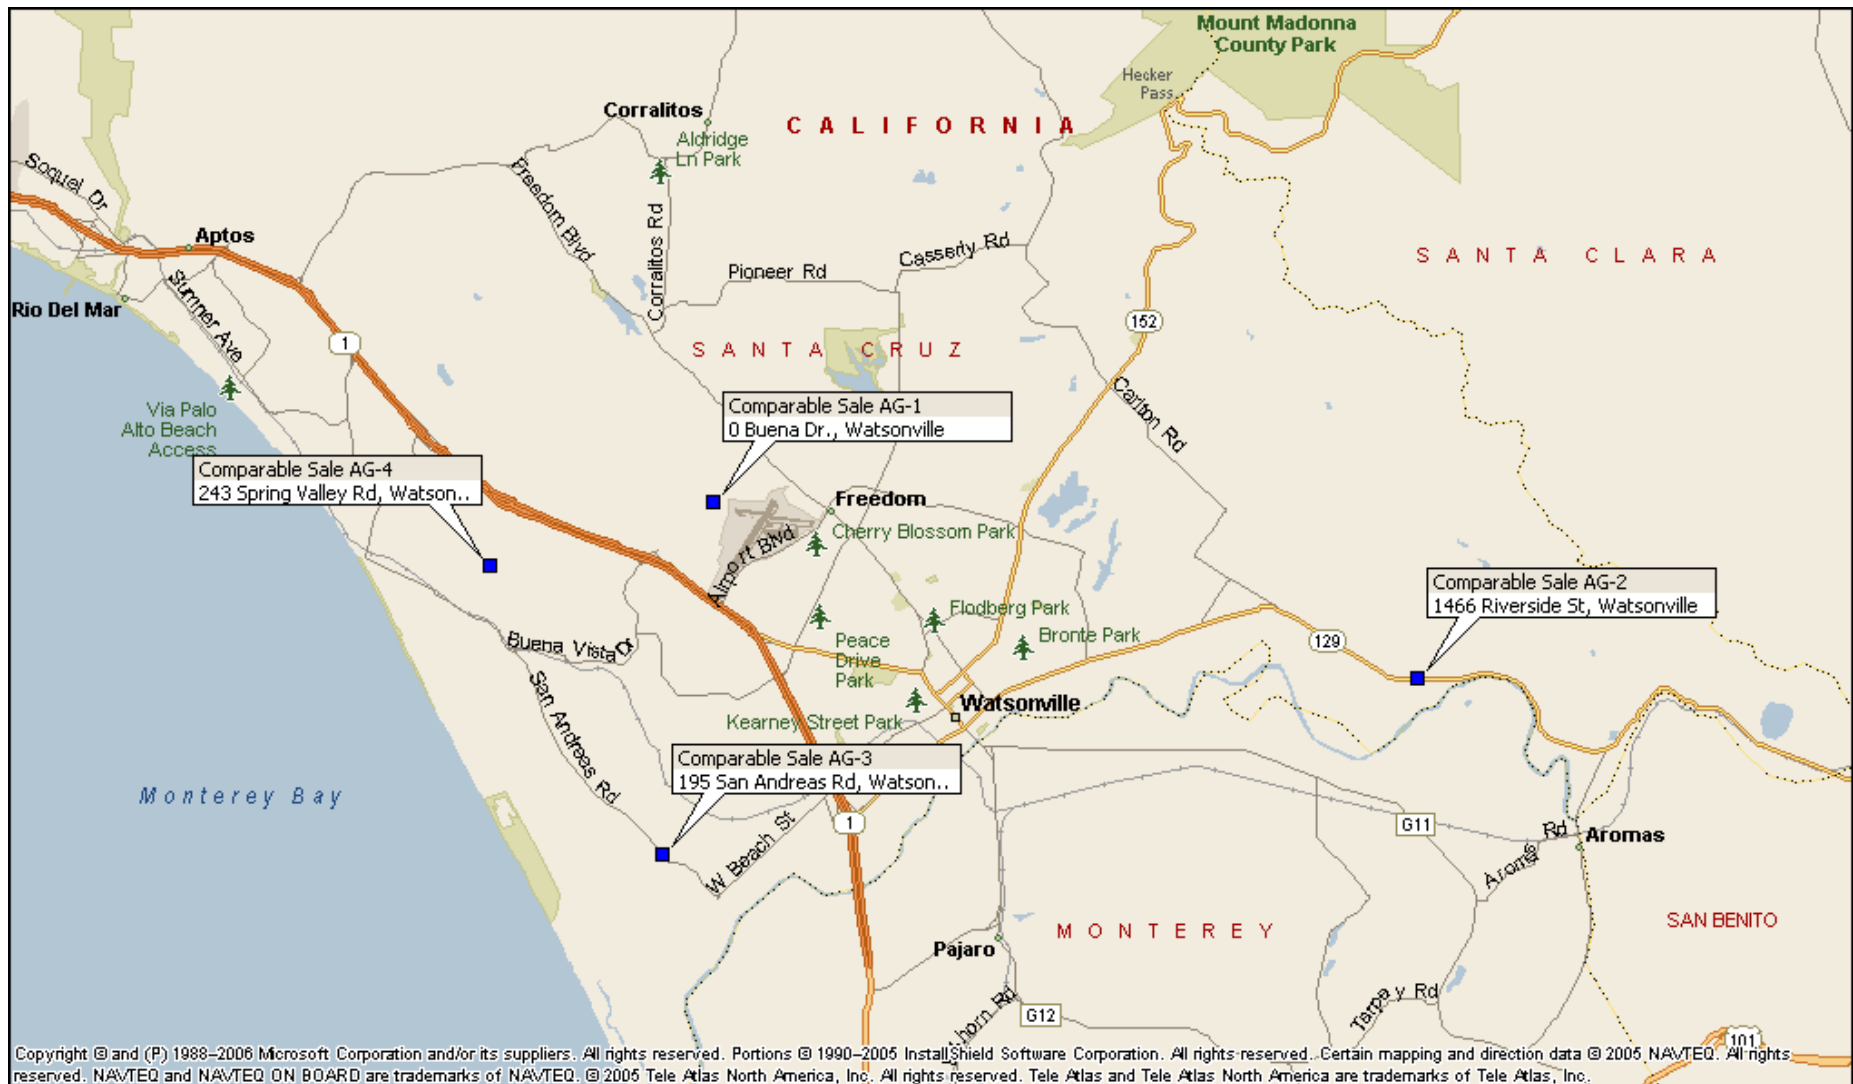 Mount Madonna
County Park
Hecker
Pass
Corralitos
CALIFORNIA
Aldridge
Ln Park
Soquel Dr
Freedom Blvd
Corralitos Rd
Aptos
Casserly Rd
SANTA CLARA
Pioneer Rd
Sumner Ave
Rio Del Mar
152
1
SANTA CRUZ
Carlton Rd
Via Palo
Alto Beach
Access
Comparable Sale AG-1
0 Buena Dr., Watsonville
Comparable Sale AG-4
243 Spring Valley Rd, Watson..
Freedom
Cherry Blossom Park
Airport Blvd
Comparable Sale AG-2
1466 Riverside St, Watsonville
Flodberg Park
Bronte Park
129
Buena Vista Dr
Peace
Drive
Park
San Andreas Rd
Watsonville
Kearney Street Park
Comparable Sale AG-3
195 San Andreas Rd, Watson..
Monterey Bay
1
W Beach St
G11
Aromas Rd
Aromas
MONTEREY
SAN BENITO
Pajaro
Tarpey Rd
G12
101
Copyright © and (P) 1988–2006 Microsoft Corporation and/or its suppliers. All rights reserved. Portions © 1990–2005 InstallShield Software Corporation. All rights reserved. Certain mapping and direction data © 2005 NAVTEQ. All rights
reserved. NAVTEQ and NAVTEQ ON BOARD are trademarks of NAVTEQ. © 2005 Tele Atlas North America, Inc. All rights reserved. Tele Atlas and Tele Atlas North America are trademarks of Tele Atlas, Inc.